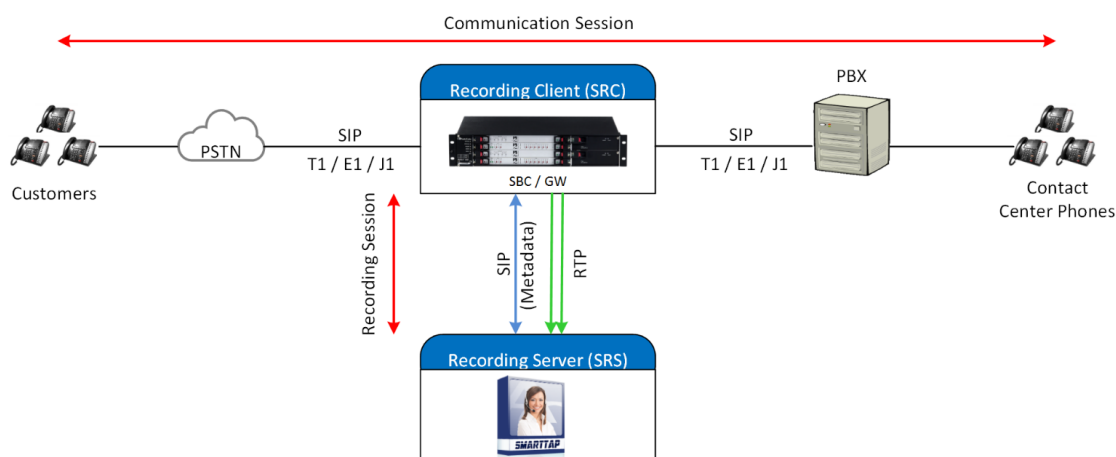 Communication Session
Recording Client (SRC)
PBX
SIP
PSTN
T1 / E1 / J1
SBC / GW
SIP
T1 / E1 / J1
Customers
Contact
Center Phones
Recording Session
SIP
(Metadata)
RTP
Recording Server (SRS)
SMARTTAP